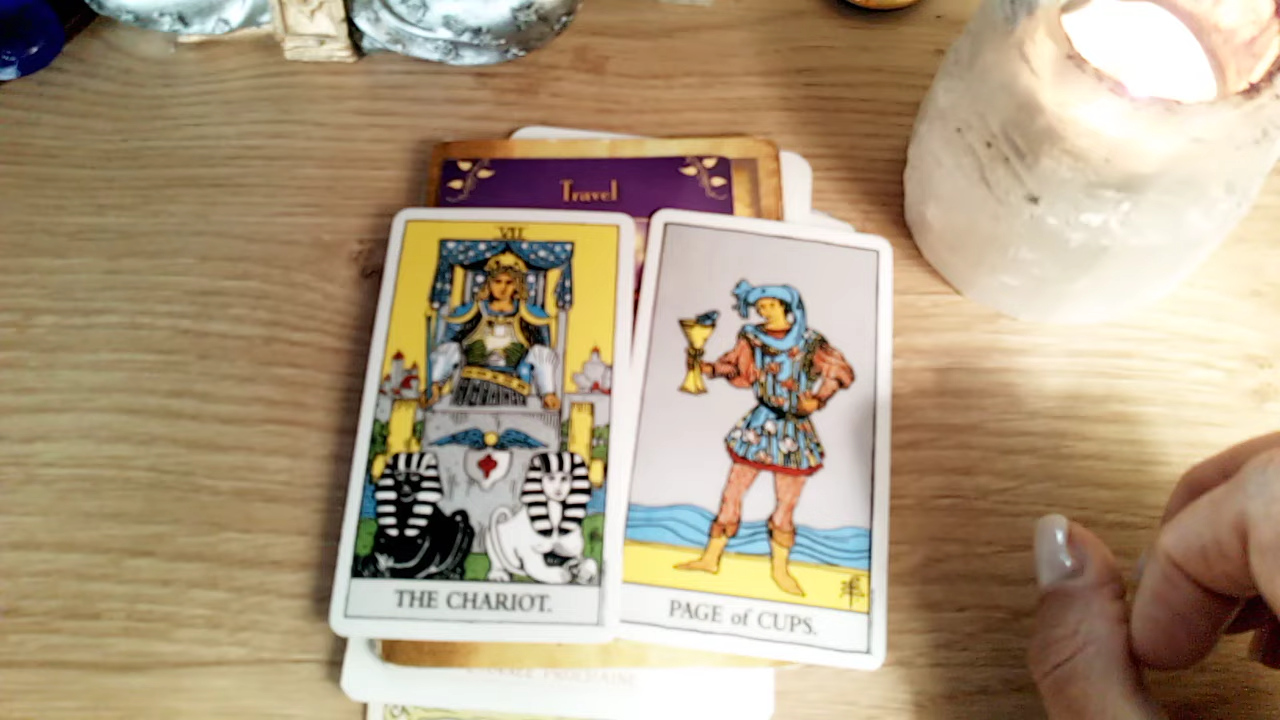 Travel
VII
THE CHARIOT.
PAGE of CUPS.